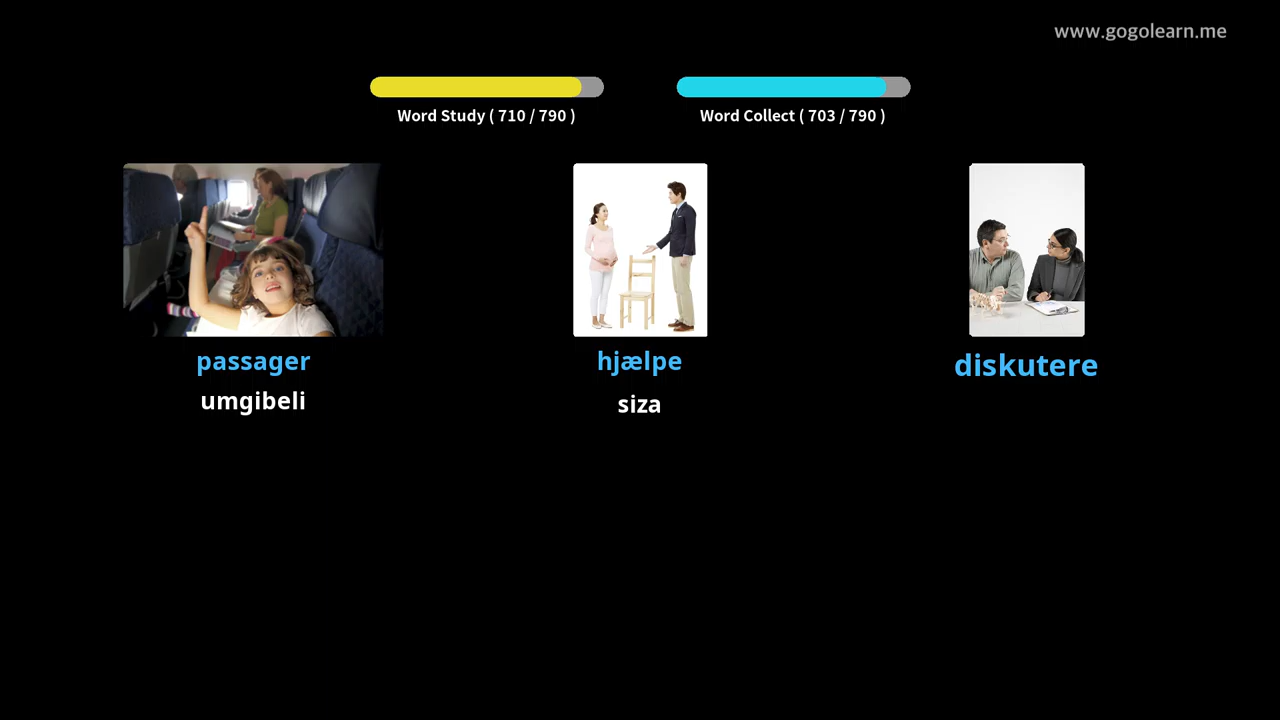 www.gogolearn.me
Word Study ( 710 / 790 )
Word Collect ( 703 / 790 )
passager
umgibeli
hjælpe
siza
diskutere